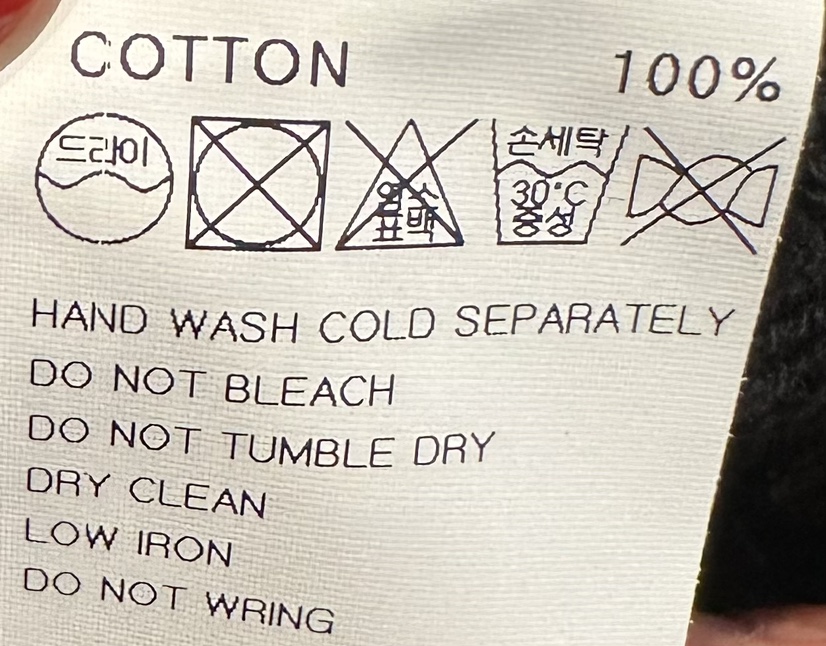 COTTON 100%
드라이
염소
표백
손세탁
30°C
중성
HAND WASH COLD SEPARATELY
DO NOT BLEACH
DO NOT TUMBLE DRY
DRY CLEAN
LOW IRON
DO NOT WRING